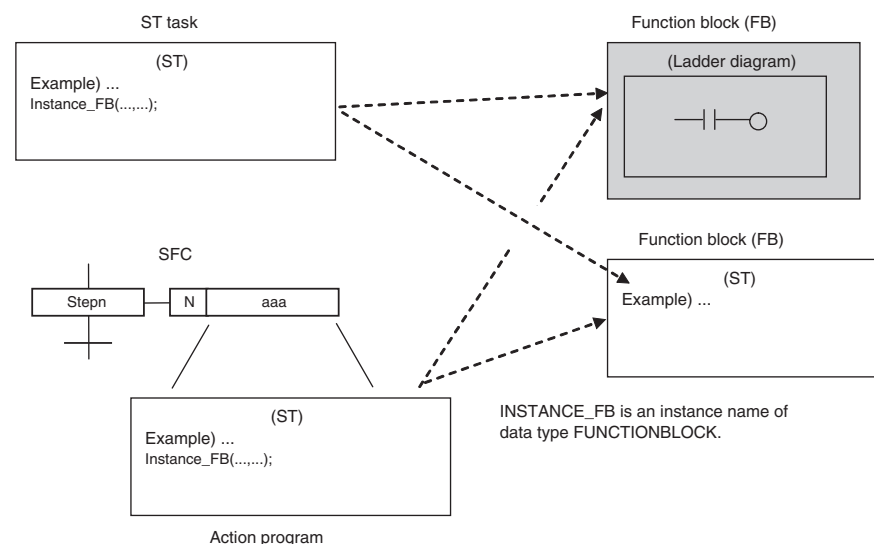 ST task
(ST)
Example) ...
Instance_FB(...,...);
Function block (FB)
(Ladder diagram)
SFC
Stepn
N
aaa
Function block (FB)
(ST)
Example) ...
(ST)
Example) ...
Instance_FB(...,...);
Action program
INSTANCE_FB is an instance name of
data type FUNCTIONBLOCK.